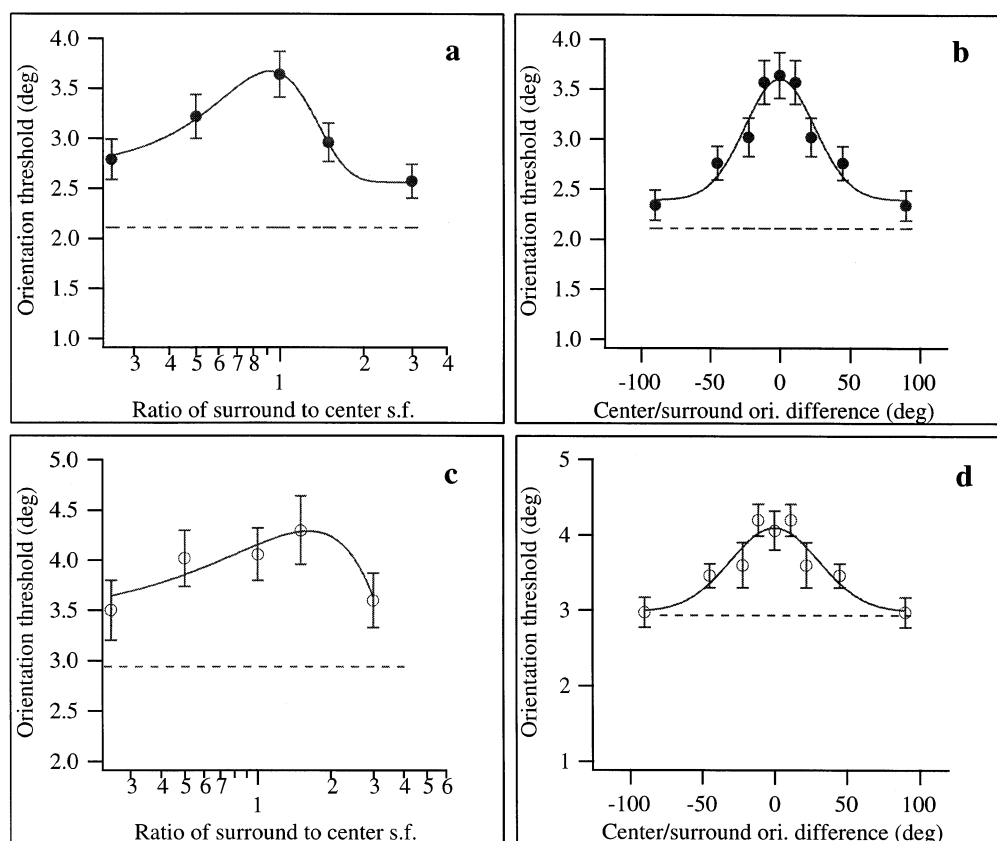 a
Orientation threshold (deg)
4.0
3.5
3.0
2.5
2.0
1.5
1.0
3 4 5 6 7 8 2 3 4
1
Ratio of surround to center s.f.
b
Orientation threshold (deg)
4.0
3.5
3.0
2.5
2.0
1.5
1.0
-100 -50 0 50 100
Center/surround ori. difference (deg)
c
Orientation threshold (deg)
5.0
4.5
4.0
3.5
3.0
2.5
2.0
3 4 5 6 7 2 3 4 5 6
1
Ratio of surround to center s.f.
d
Orientation threshold (deg)
5
4
3
2
1
-100 -50 0 50 100
Center/surround ori. difference (deg)